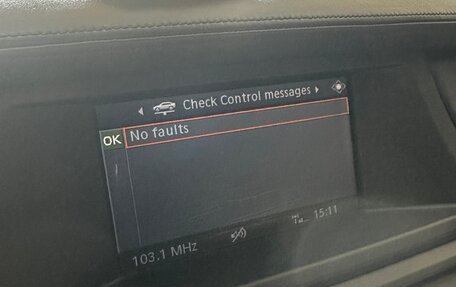 Check Control messages
OK No faults
103.1 MHz 15:11